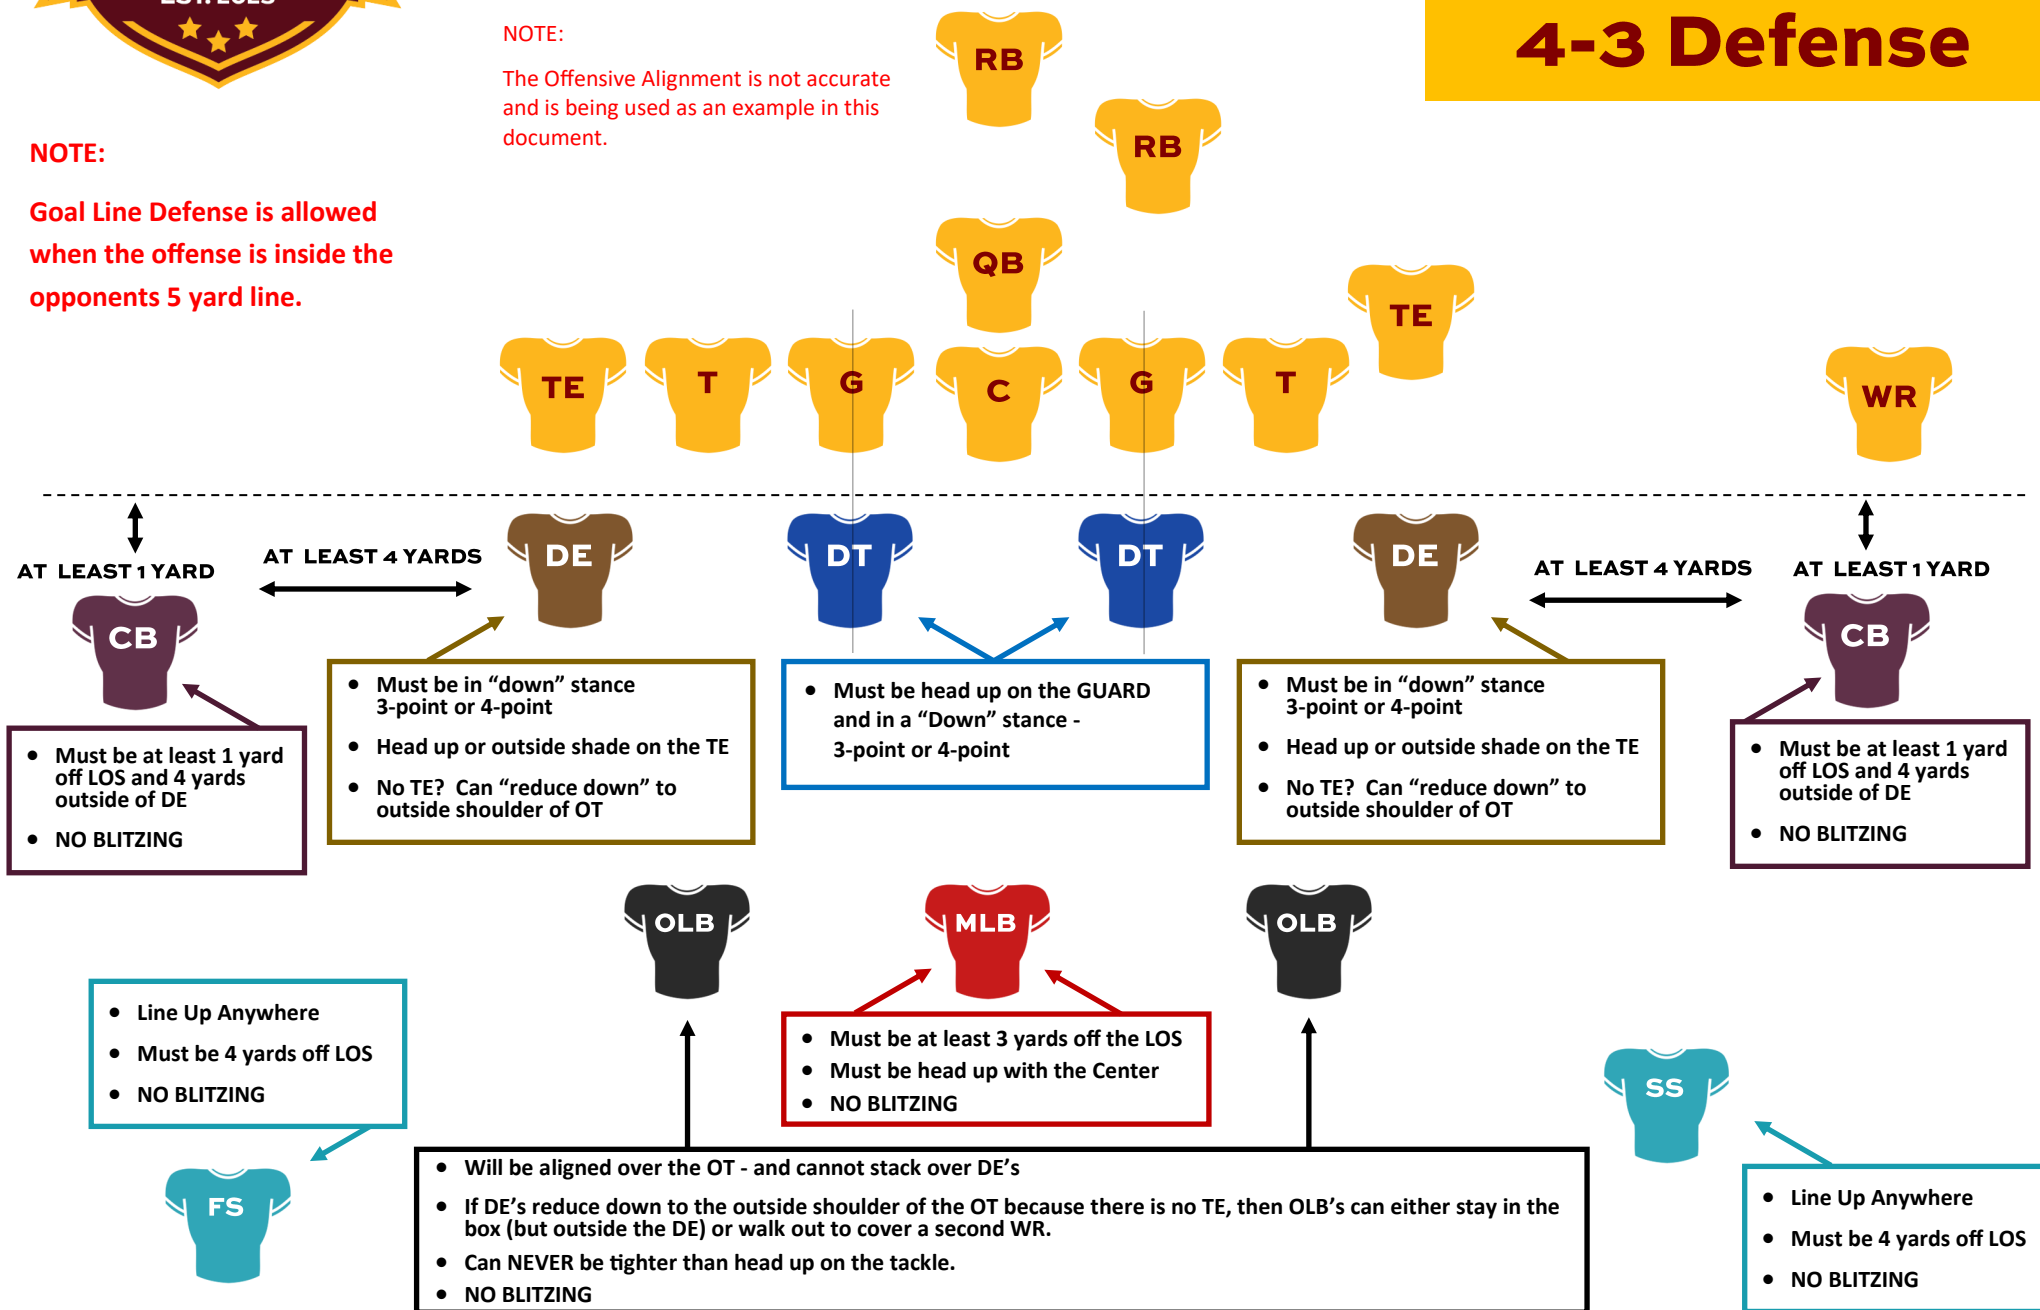 EST. 2023
4-3 Defense
NOTE:
The Offensive Alignment is not accurate
and is being used as an example in this
document.
NOTE:
Goal Line Defense is allowed
when the offense is inside the
opponents 5 yard line.
RB
RB
QB
TE
TE
T
G
C
G
T
WR
AT LEAST 1 YARD
AT LEAST 4 YARDS
DE
DT
DT
DE
AT LEAST 4 YARDS
AT LEAST 1 YARD
CB
CB
• Must be at least 1 yard
off LOS and 4 yards
outside of DE
• NO BLITZING
• Must be in “down” stance
3-point or 4-point
• Head up or outside shade on the TE
• No TE? Can “reduce down” to
outside shoulder of OT
• Must be head up on the GUARD
and in a “Down” stance -
3-point or 4-point
• Must be in “down” stance
3-point or 4-point
• Head up or outside shade on the TE
• No TE? Can “reduce down” to
outside shoulder of OT
• Must be at least 1 yard
off LOS and 4 yards
outside of DE
• NO BLITZING
OLB
MLB
OLB
• Line Up Anywhere
• Must be 4 yards off LOS
• NO BLITZING
• Must be at least 3 yards off the LOS
• Must be head up with the Center
• NO BLITZING
SS
FS
• Will be aligned over the OT - and cannot stack over DE’s
• If DE’s reduce down to the outside shoulder of the OT because there is no TE, then OLB’s can either stay in the
box (but outside the DE) or walk out to cover a second WR.
• Can NEVER be tighter than head up on the tackle.
• NO BLITZING
• Line Up Anywhere
• Must be 4 yards off LOS
• NO BLITZING